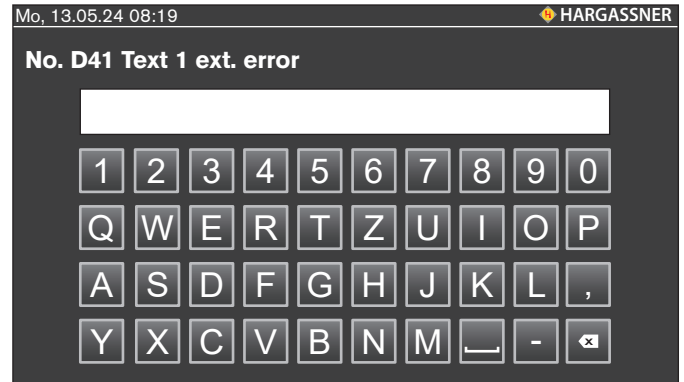 Mo, 13.05.24 08:19 HARGASSNER
No. D41 Text 1 ext. error
1 2 3 4 5 6 7 8 9 0
Q W E R T Z U I O P
A S D F G H J K L ,
Y X C V B N M -